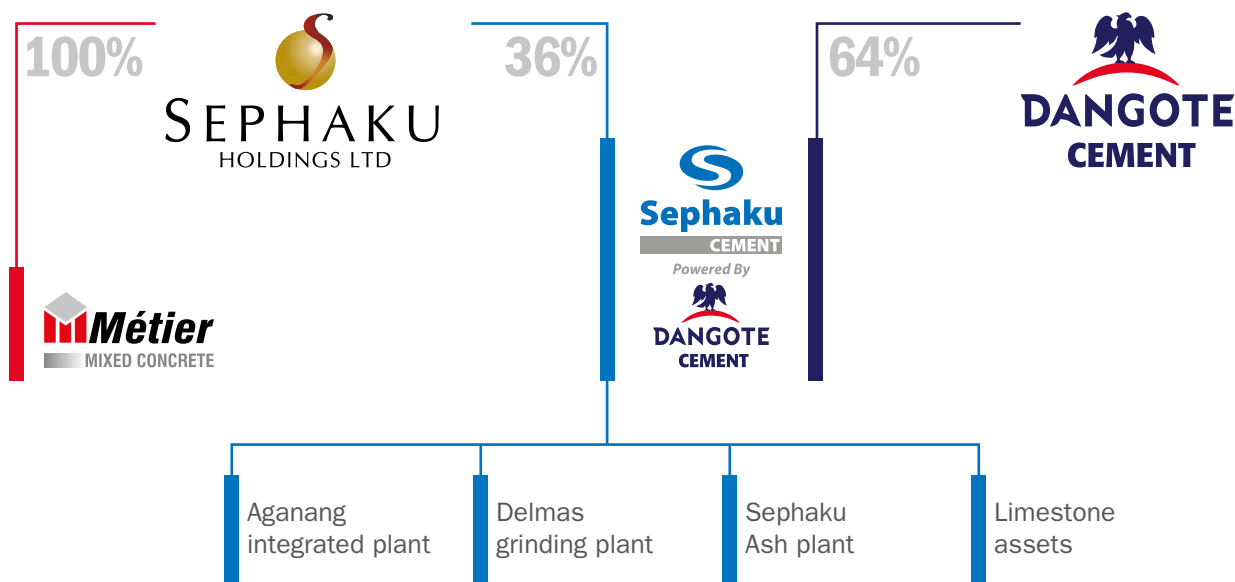 100%
SEPHAKU
HOLDINGS LTD
36%
64%
DANGOTE
CEMENT
Sephaku
CEMENT
Powered By
DANGOTE
CEMENT
Métier
MIXED CONCRETE
Aganang
integrated plant
Delmas
grinding plant
Sephaku
Ash plant
Limestone
assets